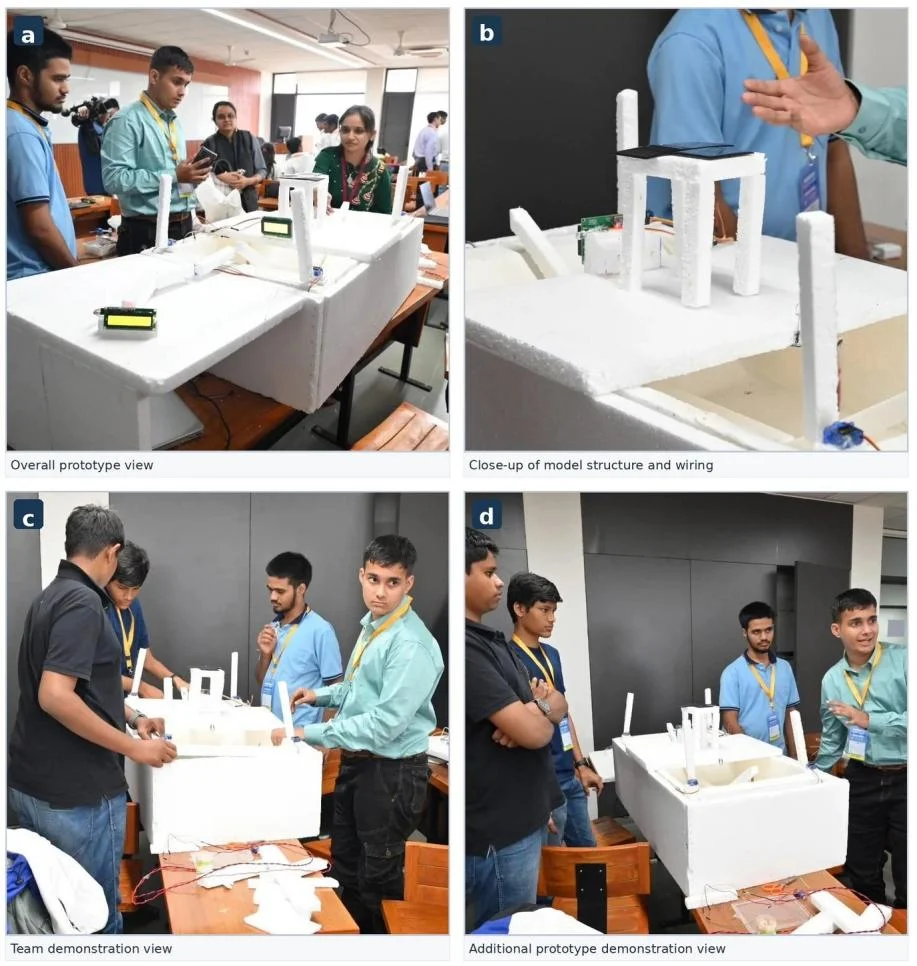 a
b
Overall prototype view
Close-up of model structure and wiring
c
d
Team demonstration view
Additional prototype demonstration view